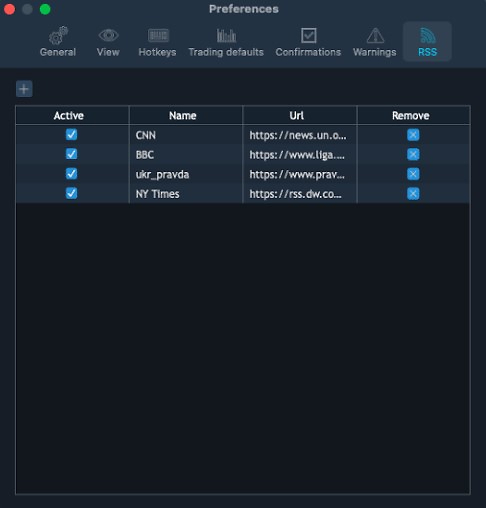 Preferences
General View Hotkeys Trading defaults Confirmations Warnings RSS
+
Active Name Url Remove
CNN https://news.un.o...
BBC https://www.liga....
ukr_pravda https://www.prav...
NY Times https://rss.dw.co...